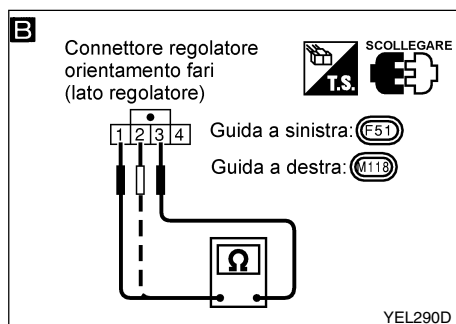 B
Connettore regolatore
orientamento fari
(lato regolatore)
T.S.
SCOLLEGARE
1 2 3 4
Guida a sinistra: F51
Guida a destra: M118
Ω
YEL290D